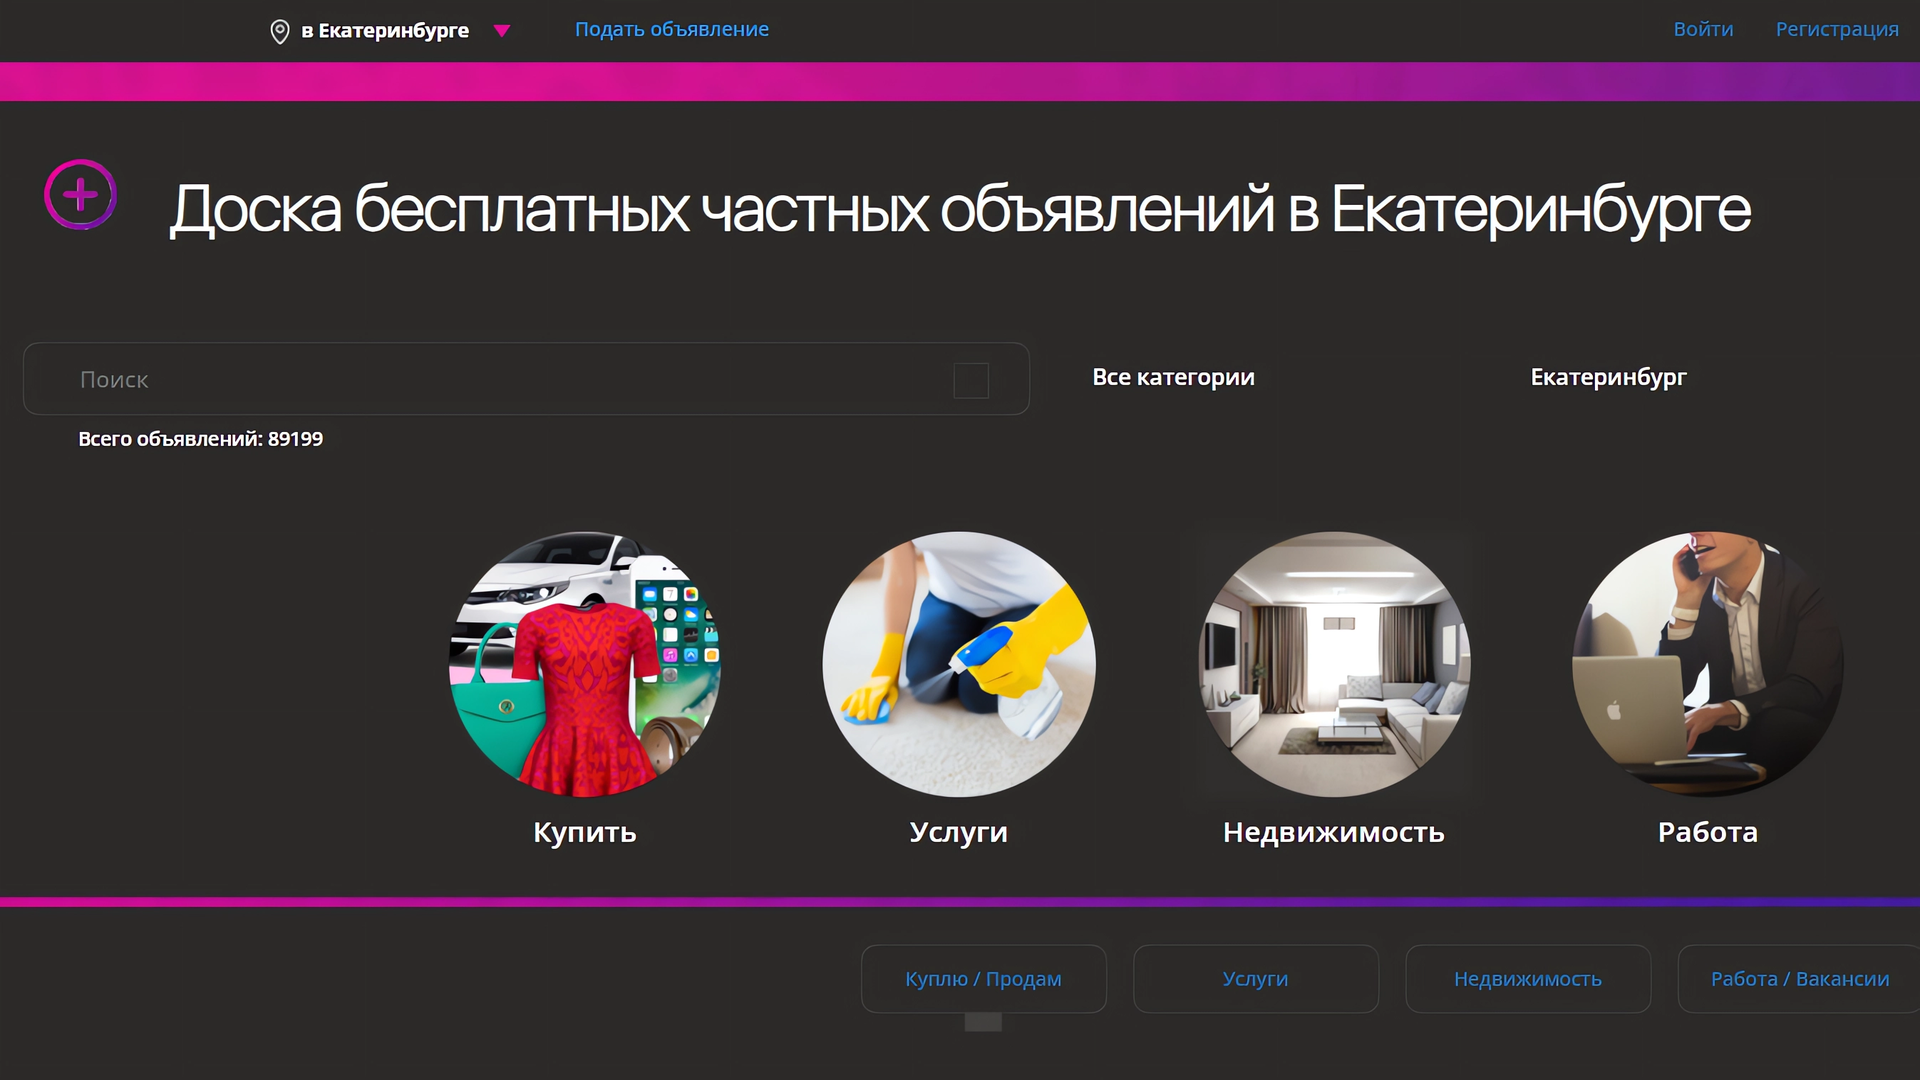 в Екатеринбурге
Подать объявление
Войти
Регистрация
Доска бесплатных частных объявлений в Екатеринбурге
Поиск
Все категории
Екатеринбург
Всего объявлений: 89199
Купить
Услуги
Недвижимость
Работа
Куплю / Продам
Услуги
Недвижимость
Работа / Вакансии